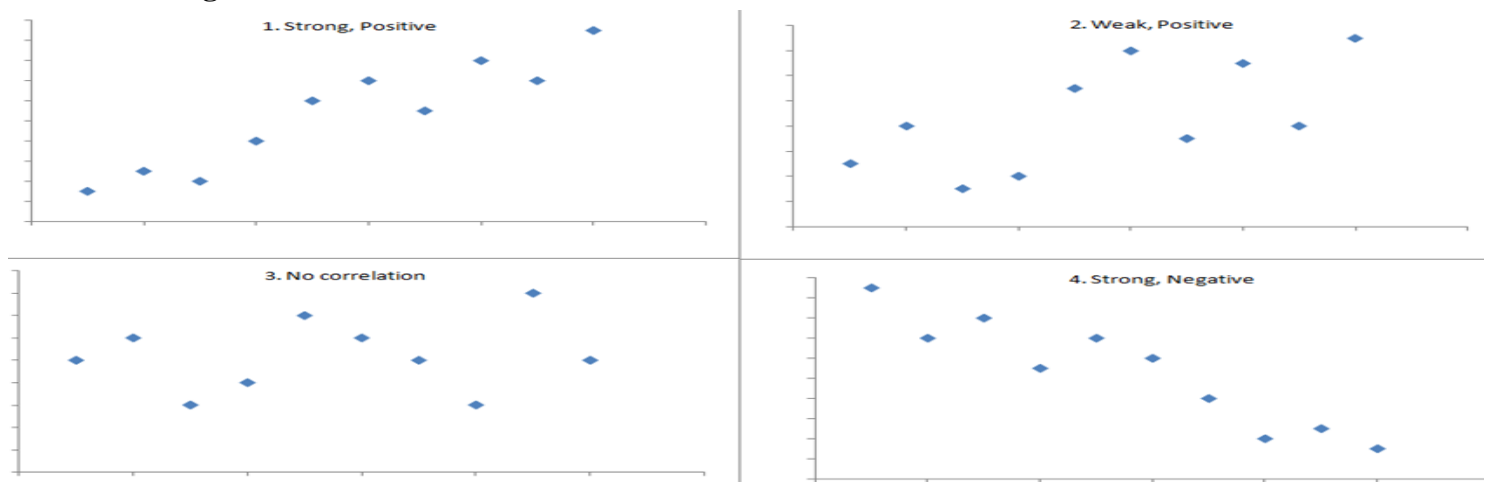 1. Strong, Positive
2. Weak, Positive
3. No correlation
4. Strong, Negative